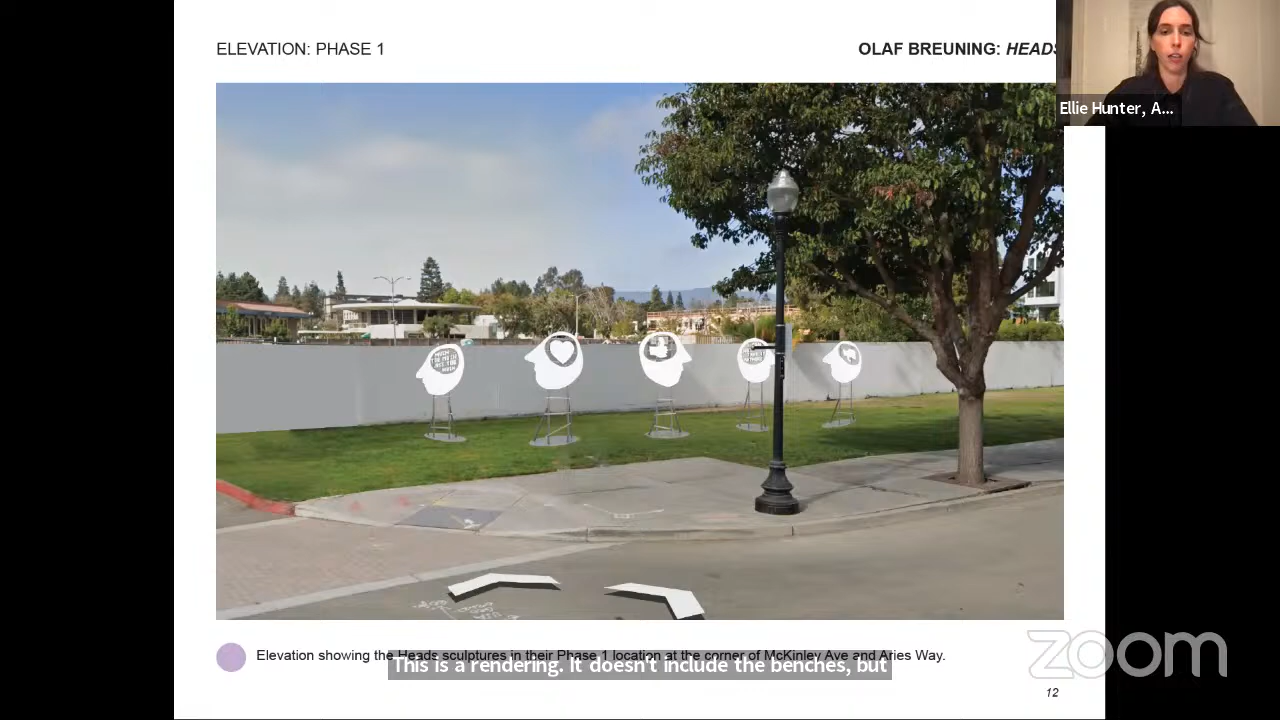 ELEVATION: PHASE 1
OLAF BREUNING: HEADS
Ellie Hunter, A...
Elevation showing the Heads sculptures in their Phase 1 location at the corner of McKinley Ave and Aries Way.
This is a rendering. It doesn't include the benches, but
zoom
12